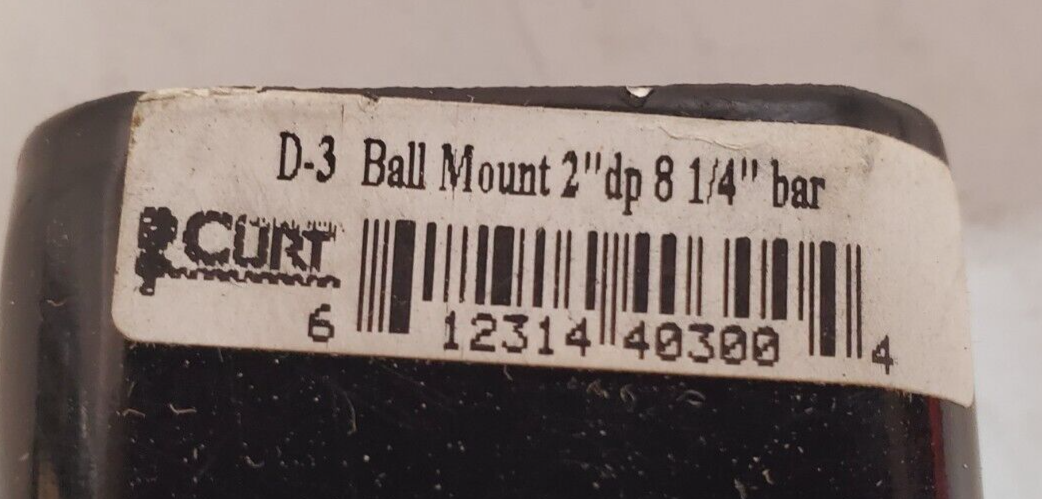 D-3 Ball Mount 2"dp 8 1/4" bar
CURT
6 12314 40300 4